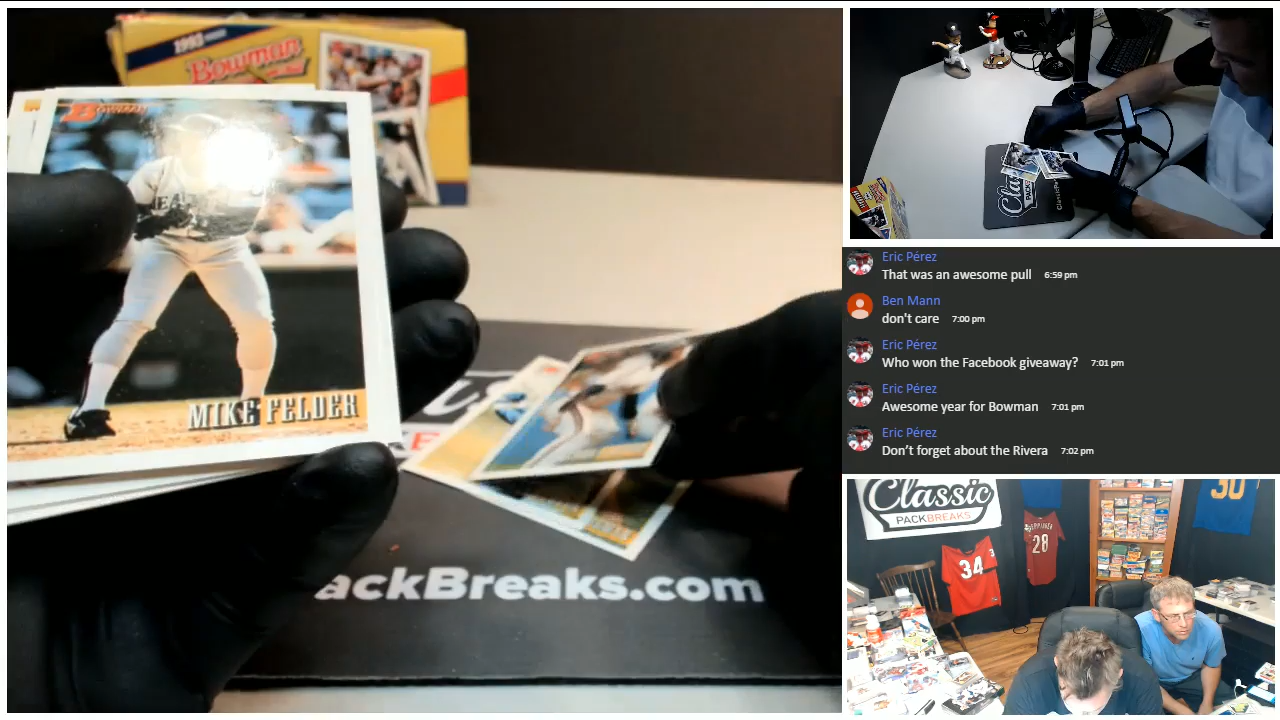 1993
Bowman
BOWMAN
MIKE FELDER
ackBreaks.com
Eric Pérez
That was an awesome pull 6:59 pm
Ben Mann
don't care 7:00 pm
Eric Pérez
Who won the Facebook giveaway? 7:01 pm
Eric Pérez
Awesome year for Bowman 7:01 pm
Eric Pérez
Don't forget about the Rivera 7:02 pm
Classic
PACKBREAKS
34
28
30